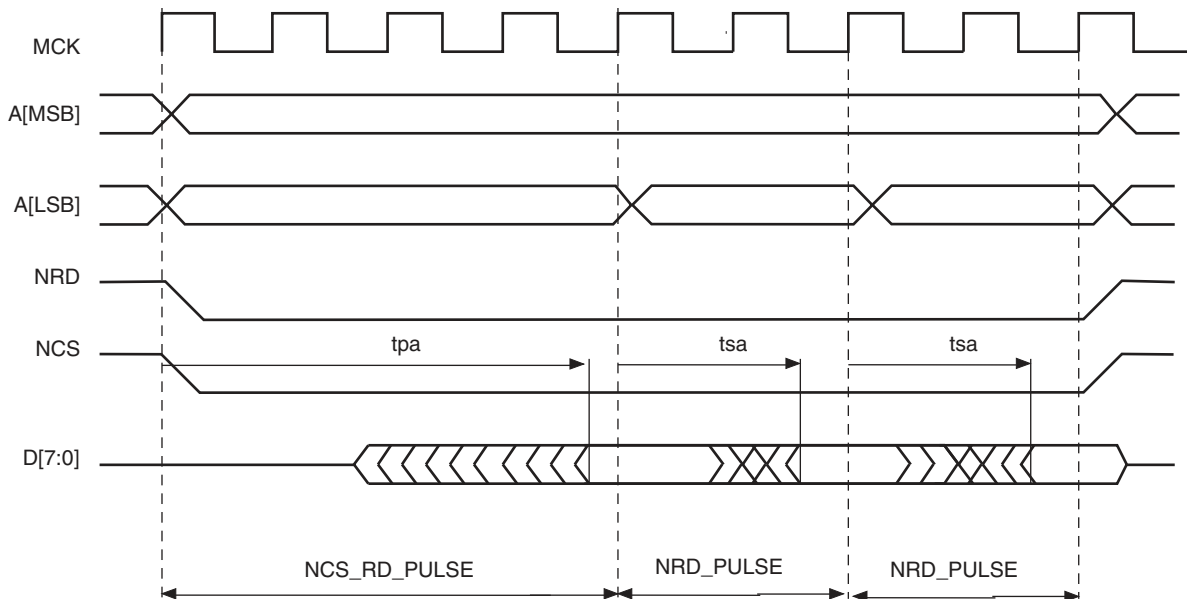 MCK
A[MSB]
A[LSB]
NRD
NCS
tpa
tsa
tsa
D[7:0]
NCS_RD_PULSE
NRD_PULSE
NRD_PULSE